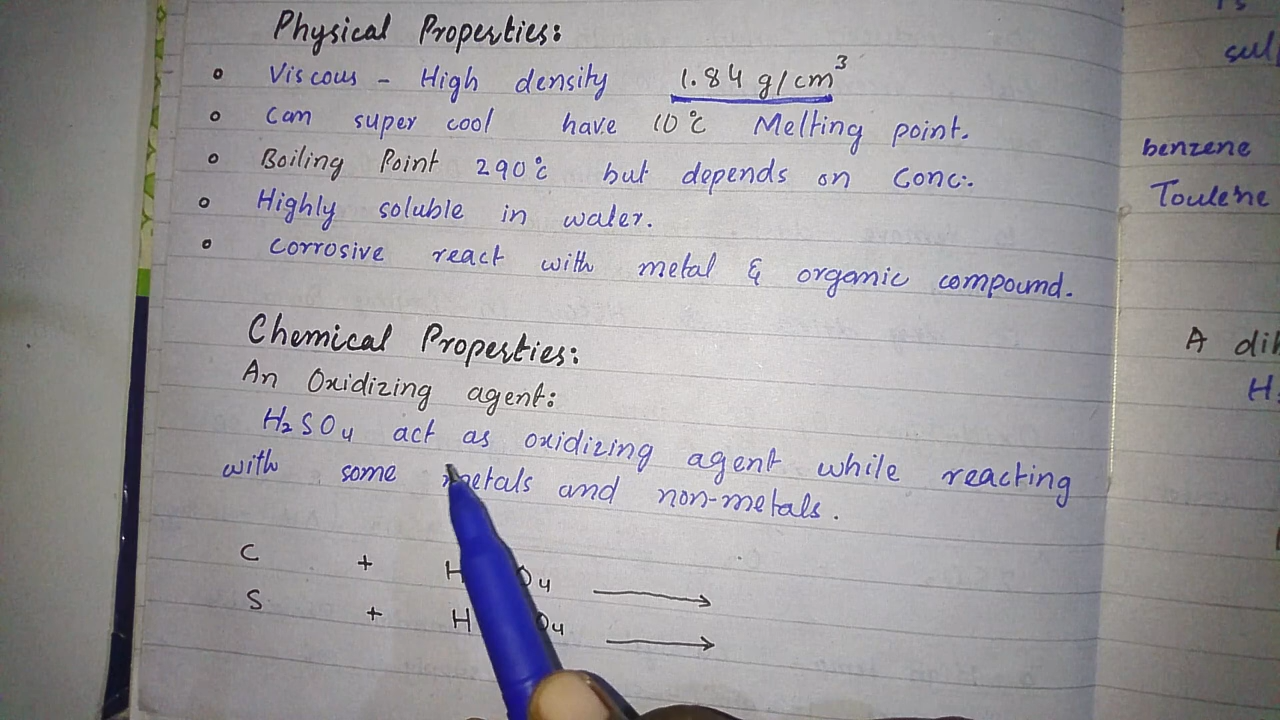 Physical Properties:
• Viscous - High density 1.84 g/cm³
• Can super cool have 10°C Melting point.
• Boiling Point 290°C but depends on Conc:.
• Highly soluble in water.
• Corrosive react with metal & organic compound.
Chemical Properties:
An Oxidizing agent:
H₂SO₄ act as oxidizing agent while reacting
with some metals and non-metals.
C + H O₄ →
S + H O₄ →
benzene
Toulene
A
H